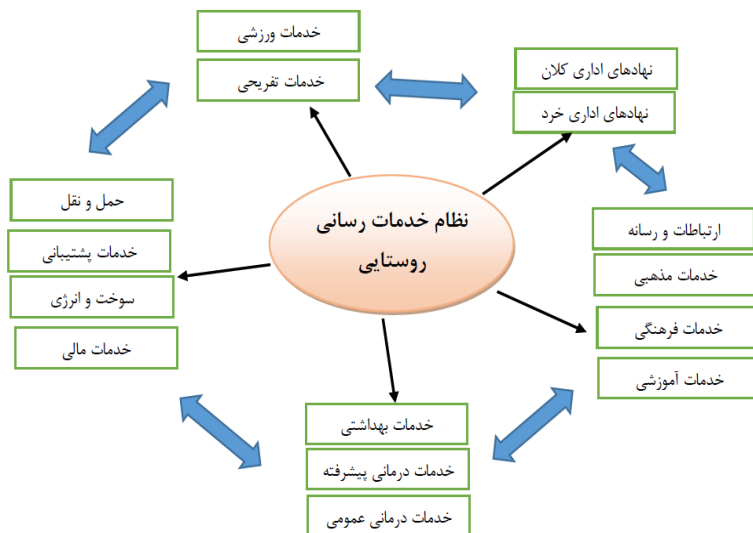 خدمات ورزشی
خدمات تفریحی
نهادهای اداری کلان
نهادهای اداری خرد
نظام خدمات رسانی
روستایی
ارتباطات و رسانه
خدمات مذهبی
خدمات فرهنگی
خدمات آموزشی
حمل و نقل
خدمات پشتیبانی
سوخت و انرژی
خدمات مالی
خدمات بهداشتی
خدمات درمانی پیشرفته
خدمات درمانی عمومی